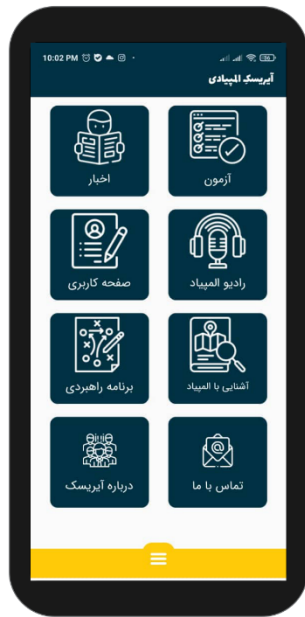 10:02 PM
آیریسک المپیادی
آزمون
اخبار
رادیو المپیاد
صفحه کاربری
آشنایی با المپیاد
برنامه راهبردی
تماس با ما
درباره آیریسک